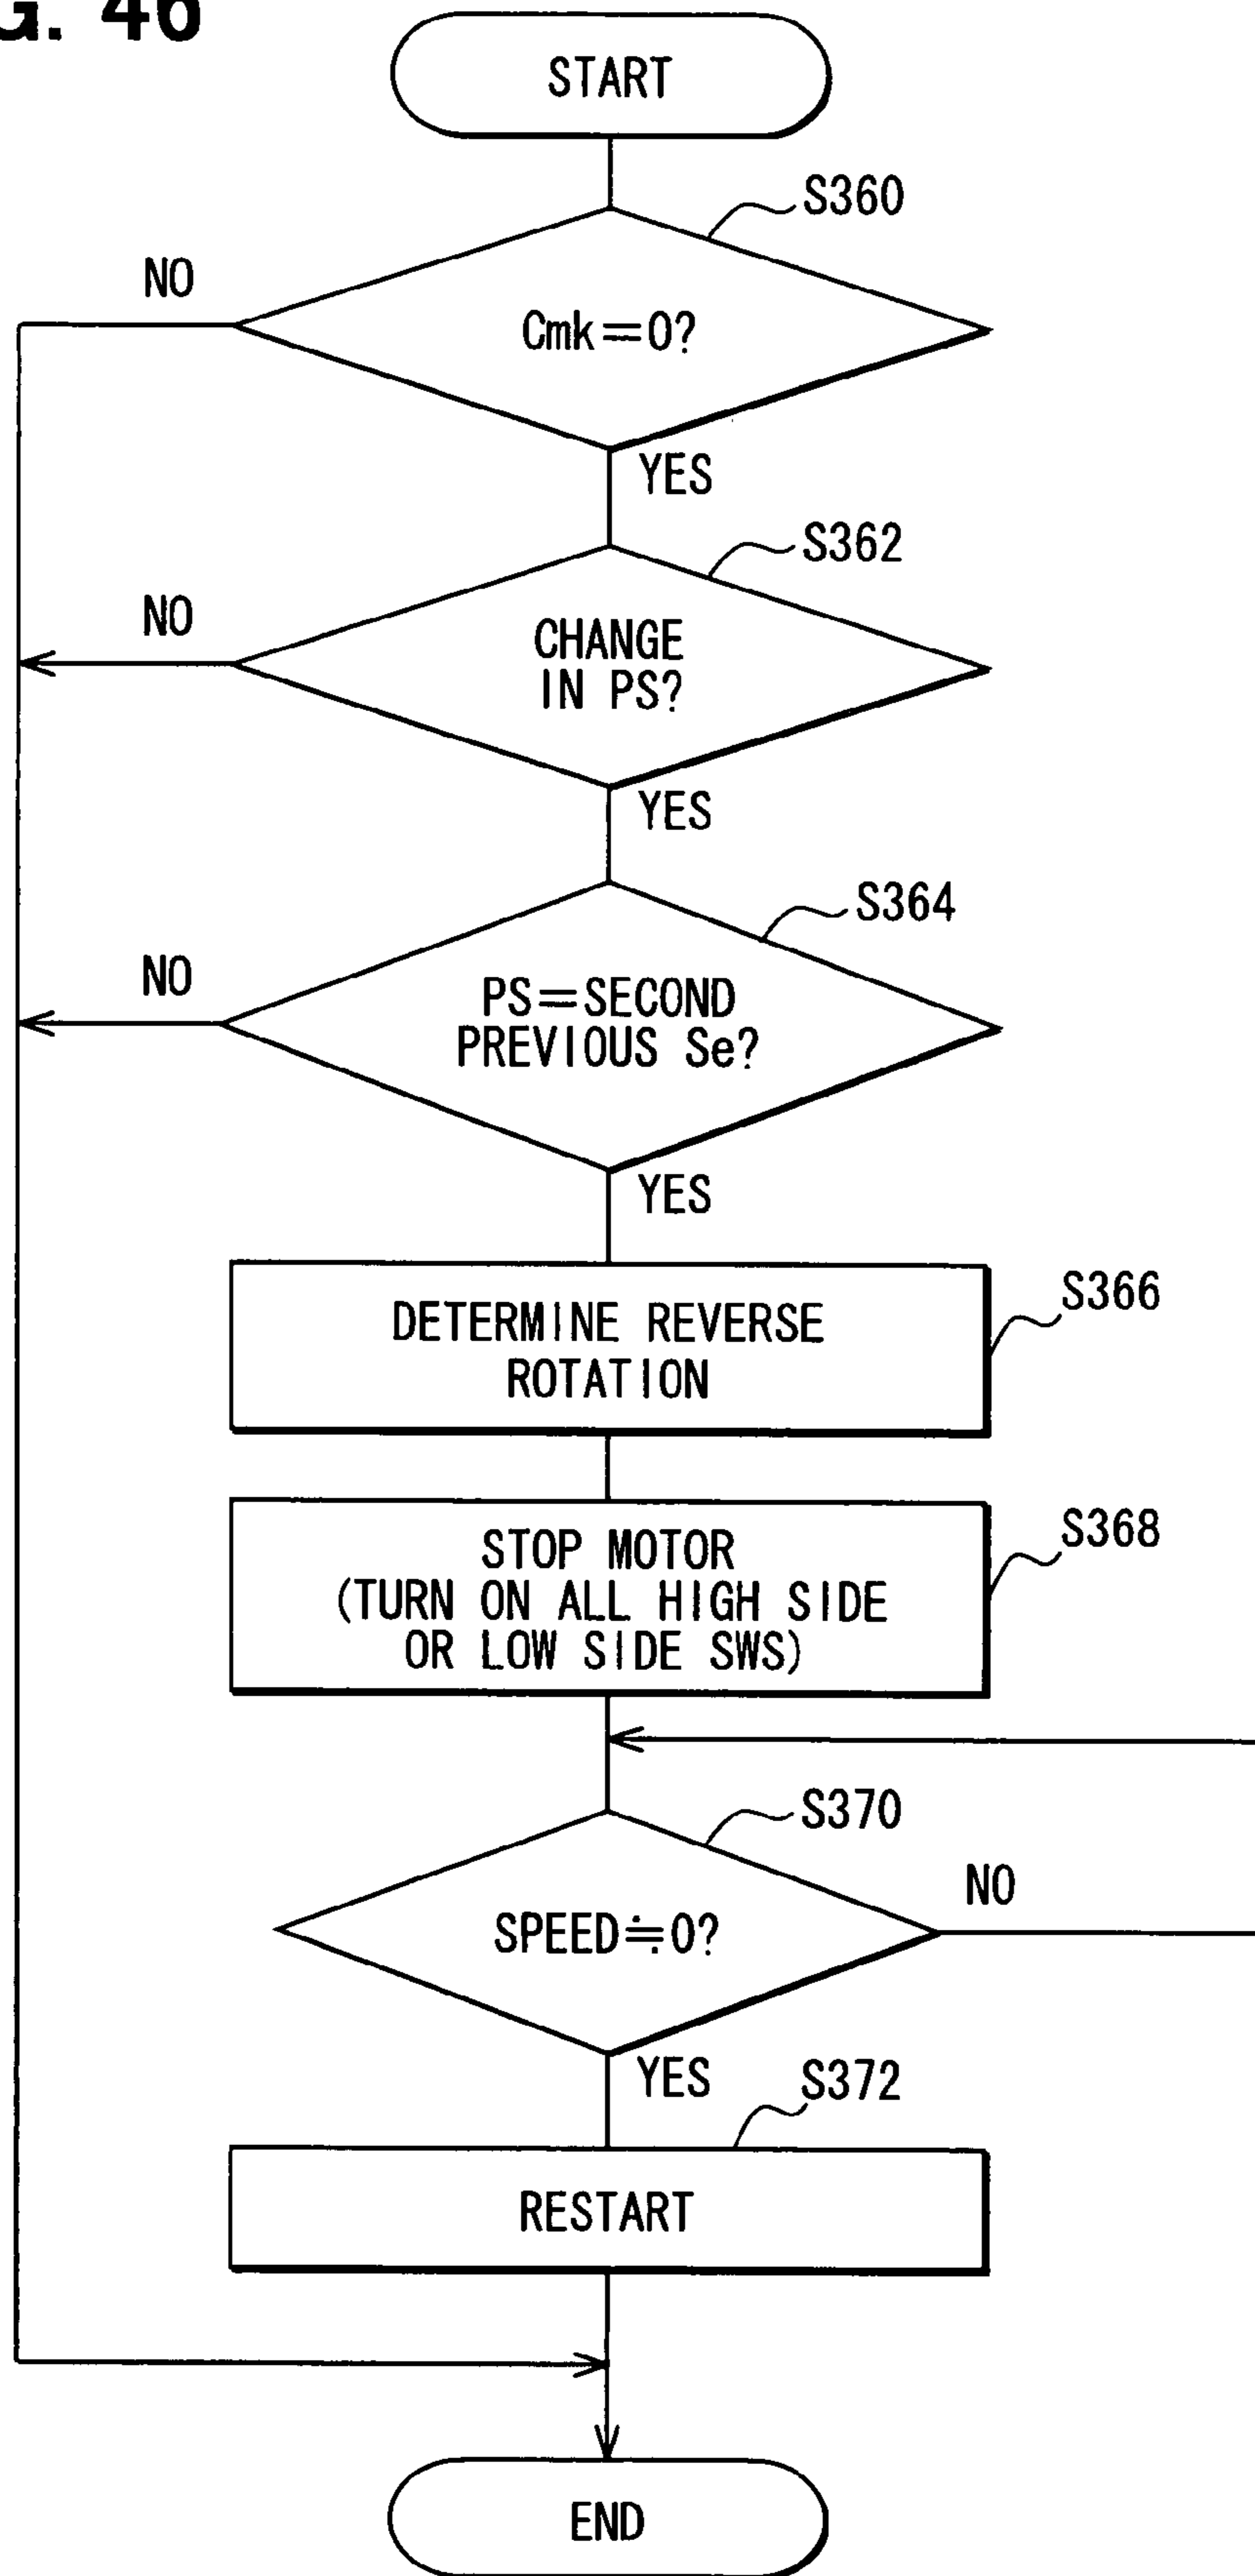 G. 46
START
S360
NO
Cmk=0?
YES
S362
NO
CHANGE
IN PS?
YES
S364
NO
PS=SECOND
PREVIOUS Se?
YES
DETERMINE REVERSE
ROTATION
S366
STOP MOTOR
(TURN ON ALL HIGH SIDE
OR LOW SIDE SWS)
S368
S370
NO
SPEED≒0?
YES
S372
RESTART
END